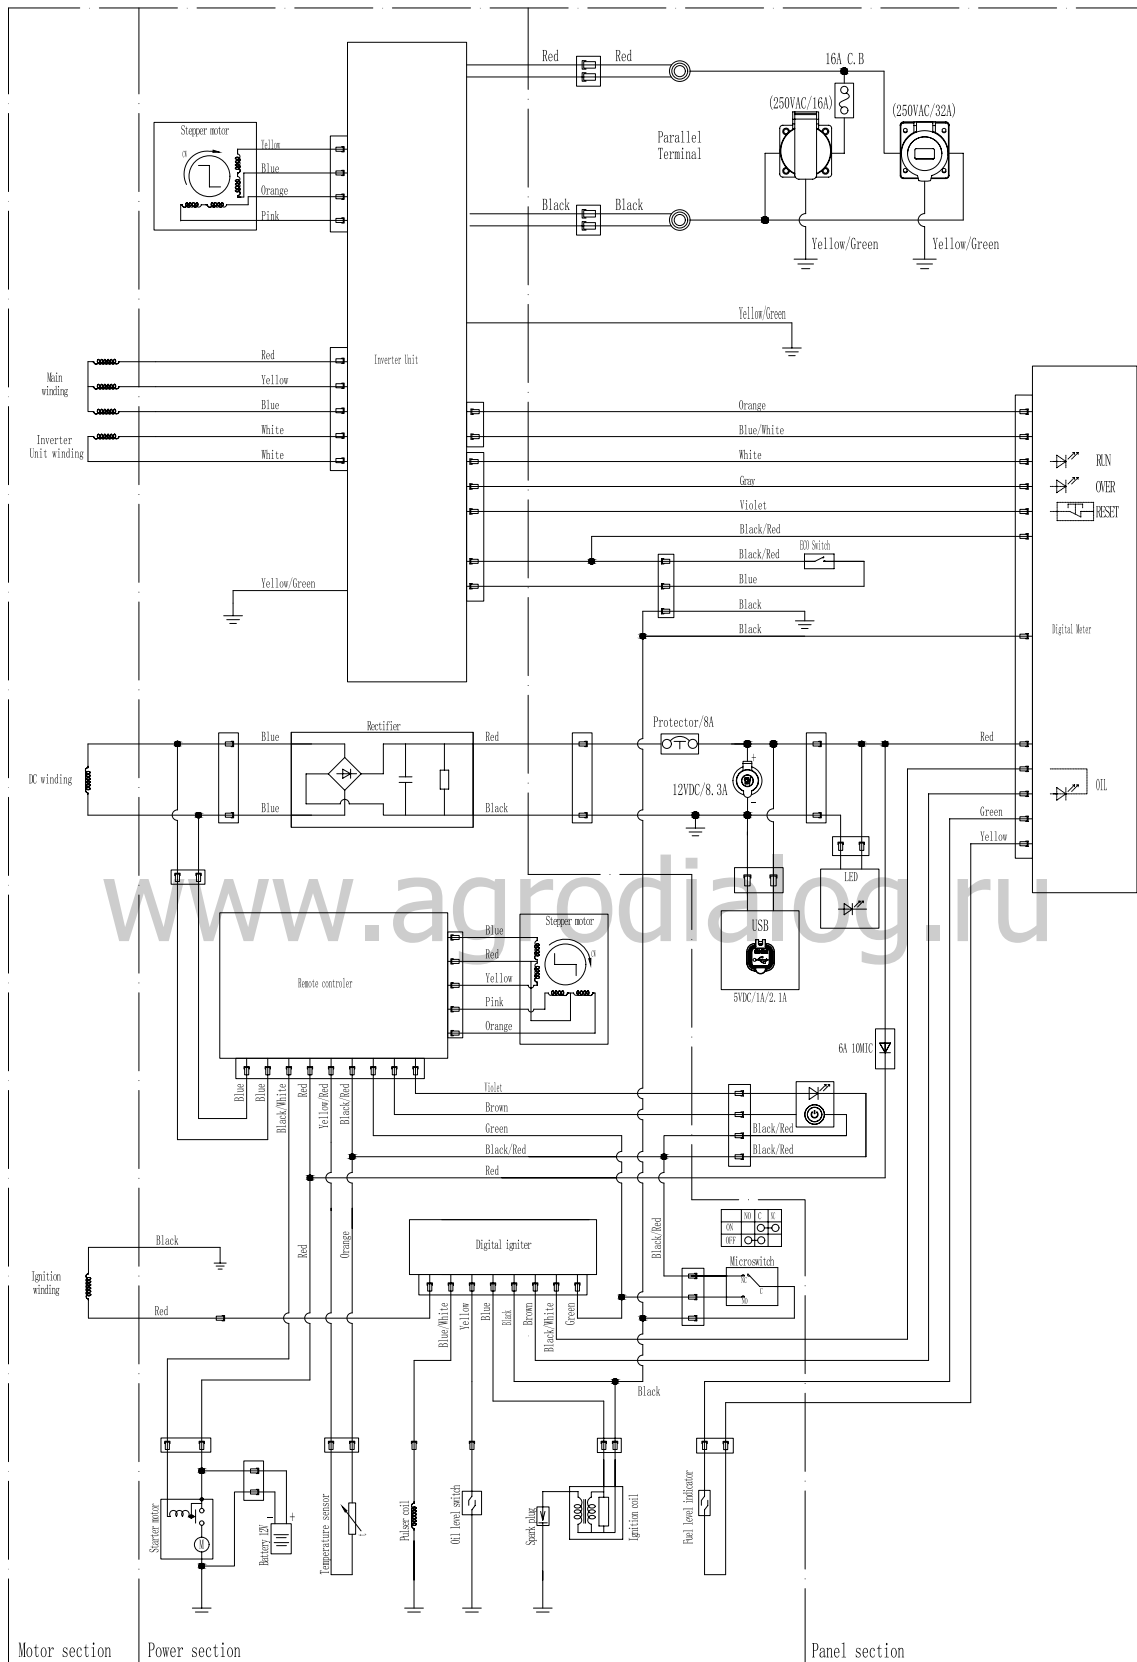 Red
Red
16A C.B
(250VAC/16A)
(250VAC/32A)
Stepper motor
CW
Yellow
Blue
Orange
Pink
Parallel
Terminal
Black
Black
Yellow/Green
Yellow/Green
Yellow/Green
Inverter Unit
Main
winding
Red
Yellow
Blue
Inverter
Unit winding
White
White
Orange
Blue/White
White
Gray
Violet
Black/Red
Black/Red
ECO Switch
Blue
Black
Black
RUN
OVER
RESET
Digital Meter
Yellow/Green
Rectifier
Blue
Blue
Red
Black
DC winding
Protector/8A
12VDC/8.3A
+
-
Red
OIL
Green
Yellow
LED
USB
5VDC/1A/2.1A
www.agrodialog.ru
Remote controler
Blue
Red
Yellow
Pink
Orange
Stepper motor
CW
6A 10MIC
Blue
Blue
Black/White
Red
Yellow/Red
Black/Red
Violet
Brown
Green
Black/Red
Red
Black/Red
Black/Red
NO C NC
ON
OFF
Microswitch
NC
C
NO
Black/Red
Red
Orange
Digital igniter
Black
Ignition
winding
Red
Blue/White
Yellow
Blue
Black
Brown
Black/White
Green
Black
Starter motor
M
Battery 12V
-
+
Temperature sensor
Pulser coil
Oil level switch
Spark plug
Ignition coil
Fuel level indicator
Motor section
Power section
Panel section